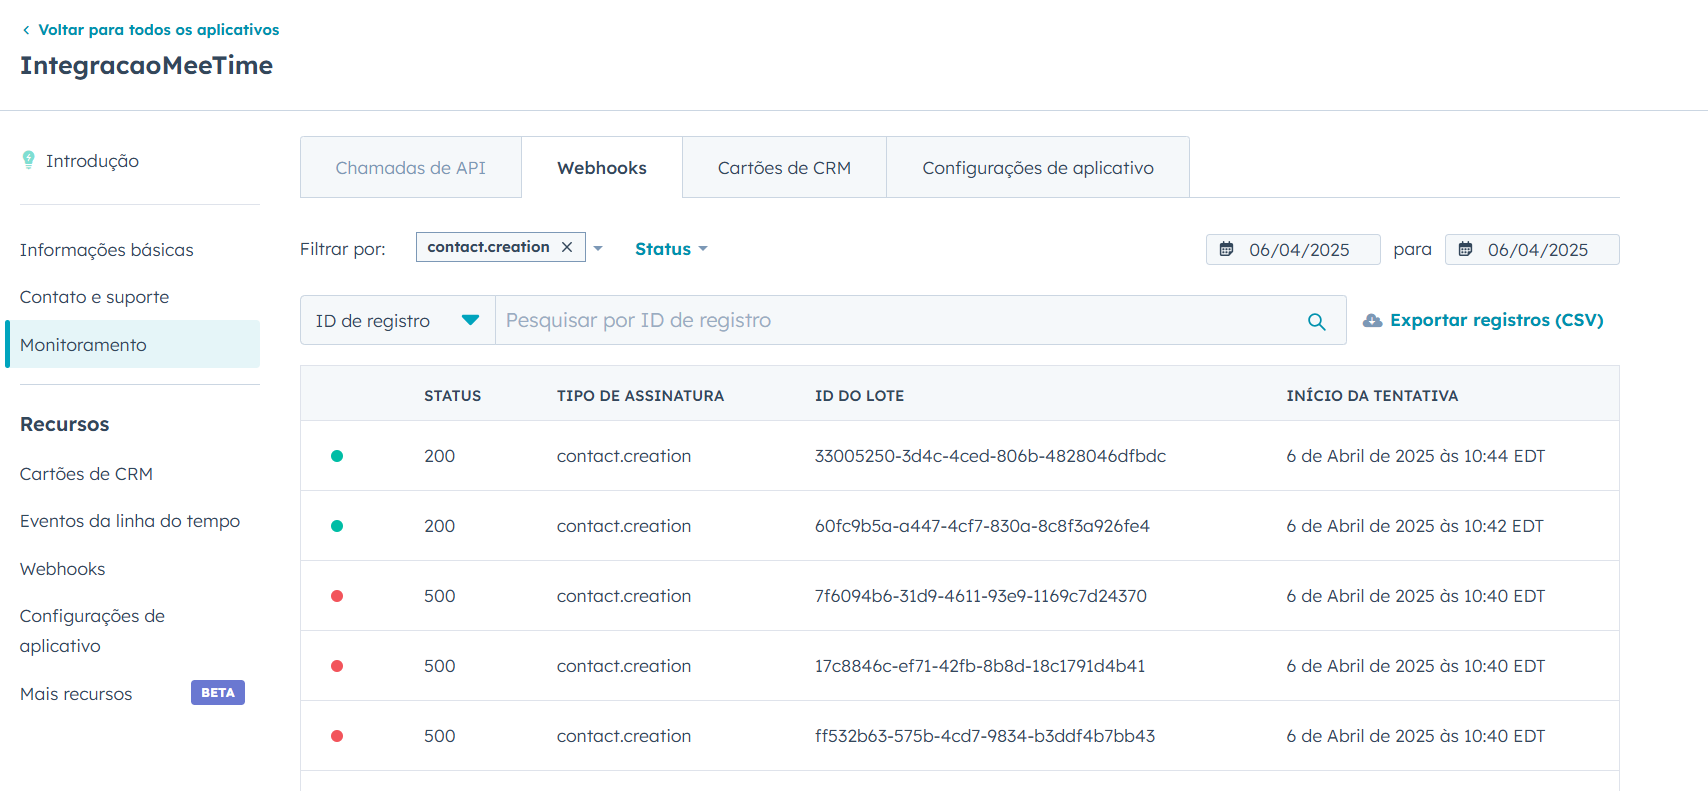 Voltar para todos os aplicativos
IntegracaoMeeTime
Introdução
Informações básicas
Contato e suporte
Monitoramento
Recursos
Cartões de CRM
Eventos da linha do tempo
Webhooks
Configurações de
aplicativo
Mais recursos BETA
Chamadas de API Webhooks Cartões de CRM Configurações de aplicativo
Filtrar por: contact.creation Status 06/04/2025 para 06/04/2025
ID de registro Pesquisar por ID de registro Exportar registros (CSV)
STATUS TIPO DE ASSINATURA ID DO LOTE INÍCIO DA TENTATIVA
200 contact.creation 33005250-3d4c-4ced-806b-4828046dfbdc 6 de Abril de 2025 às 10:44 EDT
200 contact.creation 60fc9b5a-a447-4cf7-830a-8c8f3a926fe4 6 de Abril de 2025 às 10:42 EDT
500 contact.creation 7f6094b6-31d9-4611-93e9-1169c7d24370 6 de Abril de 2025 às 10:40 EDT
500 contact.creation 17c8846c-ef71-42fb-8b8d-18c1791d4b41 6 de Abril de 2025 às 10:40 EDT
500 contact.creation ff532b63-575b-4cd7-9834-b3ddf4b7bb43 6 de Abril de 2025 às 10:40 EDT